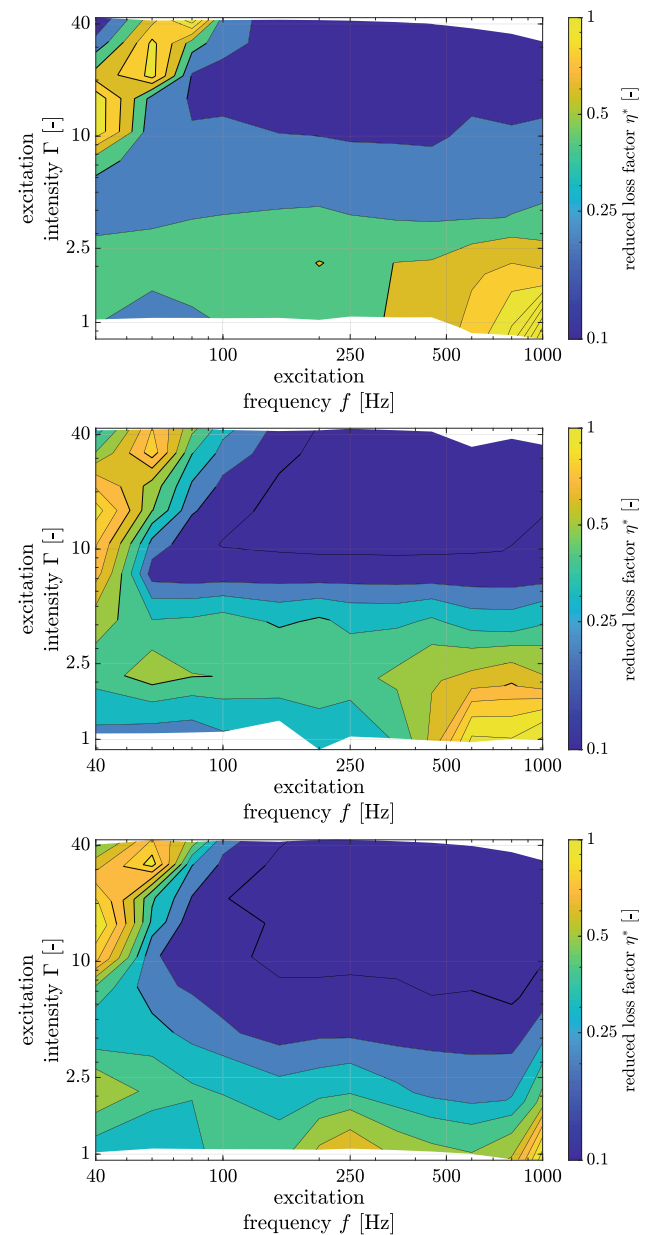 40
10
2.5
1
excitation
intensity Γ [-]
100
250
500
1000
excitation
frequency f [Hz]
1
0.5
0.25
0.1
reduced loss factor η* [-]
40
10
2.5
1
excitation
intensity Γ [-]
40
100
250
500
1000
excitation
frequency f [Hz]
1
0.5
0.25
0.1
reduced loss factor η* [-]
40
10
2.5
1
excitation
intensity Γ [-]
40
100
250
500
1000
excitation
frequency f [Hz]
1
0.5
0.25
0.1
reduced loss factor η* [-]